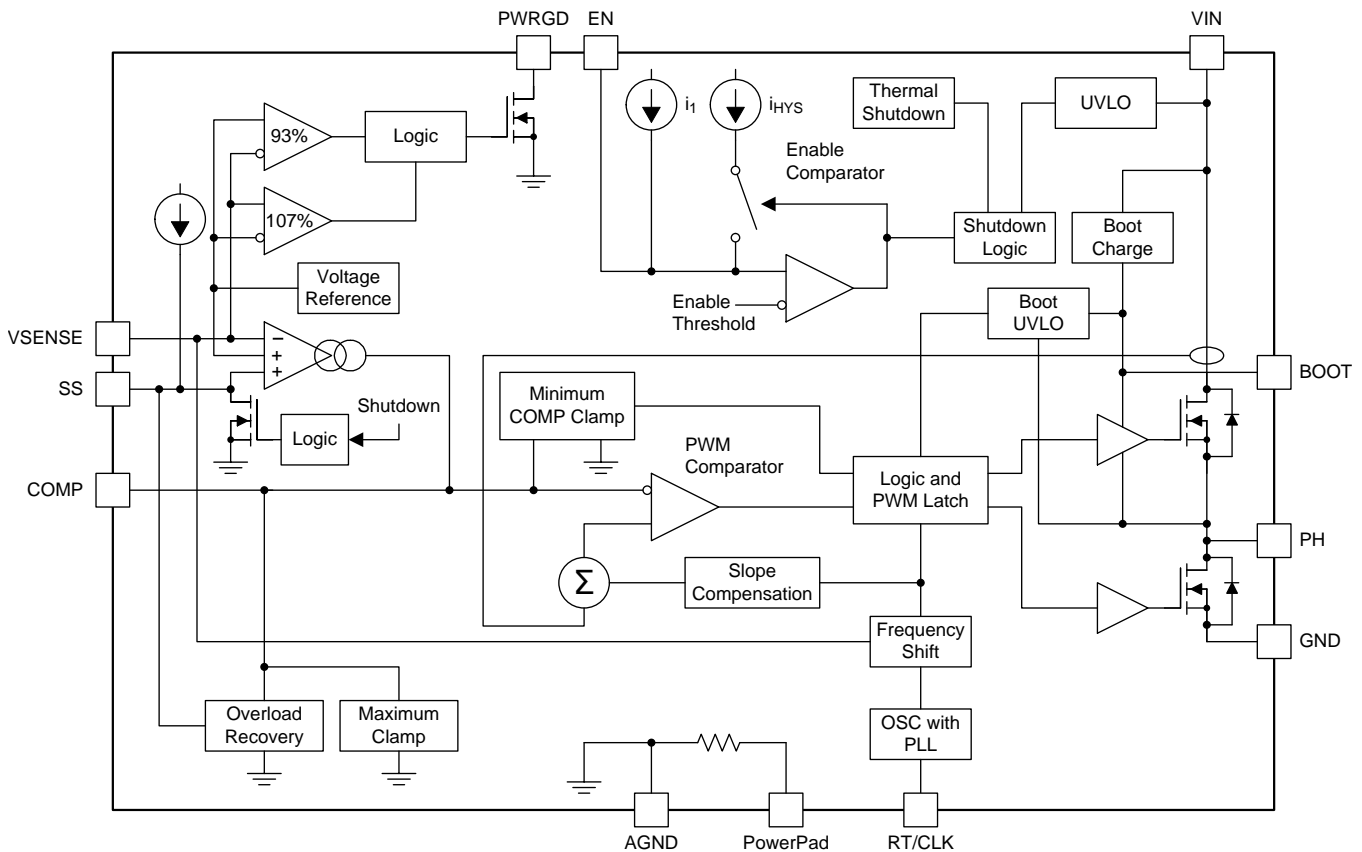 PWRGD
EN
VIN
i1
iHYS
Thermal
Shutdown
UVLO
93%
Logic
Enable
Comparator
107%
Shutdown
Logic
Boot
Charge
Voltage
Reference
Enable
Threshold
Boot
UVLO
VSENSE
−
+
+
SS
BOOT
Shutdown
Logic
Minimum
COMP Clamp
PWM
Comparator
COMP
Logic and
PWM Latch
PH
Σ
Slope
Compensation
Frequency
Shift
GND
Overload
Recovery
Maximum
Clamp
OSC with
PLL
AGND
PowerPad
RT/CLK